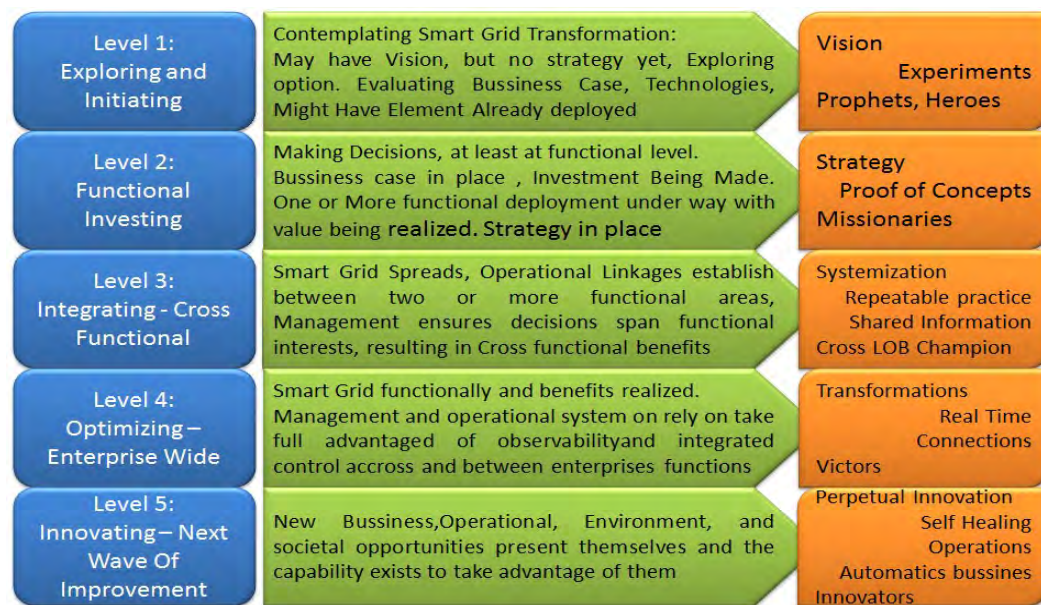 Level 1:
Exploring and
Initiating
Contemplating Smart Grid Transformation:
May have Vision, but no strategy yet, Exploring
option. Evaluating Bussiness Case, Technologies,
Might Have Element Already deployed
Vision
Experiments
Prophets, Heroes
Level 2:
Functional
Investing
Making Decisions, at least at functional level.
Bussiness case in place , Investment Being Made.
One or More functional deployment under way with
value being realized. Strategy in place
Strategy
Proof of Concepts
Missionaries
Level 3:
Integrating - Cross
Functional
Smart Grid Spreads, Operational Linkages establish
between two or more functional areas,
Management ensures decisions span functional
interests, resulting in Cross functional benefits
Systemization
Repeatable practice
Shared Information
Cross LOB Champion
Level 4:
Optimizing –
Enterprise Wide
Smart Grid functionally and benefits realized.
Management and operational system on rely on take
full advantaged of observabilityand integrated
control accross and between enterprises functions
Transformations
Real Time
Connections
Victors
Level 5:
Innovating – Next
Wave Of
Improvement
New Bussiness,Operational, Environment, and
societal opportunities present themselves and the
capability exists to take advantage of them
Perpetual Innovation
Self Healing
Operations
Automatics bussines
Innovators